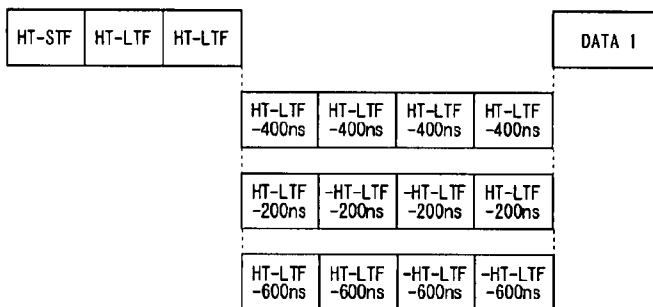 HT-STF HT-LTF HT-LTF DATA 1
HT-LTF HT-LTF HT-LTF HT-LTF
-400ns -400ns -400ns -400ns
HT-LTF -HT-LTF -HT-LTF HT-LTF
-200ns -200ns -200ns -200ns
HT-LTF HT-LTF -HT-LTF -HT-LTF
-600ns -600ns -600ns -600ns